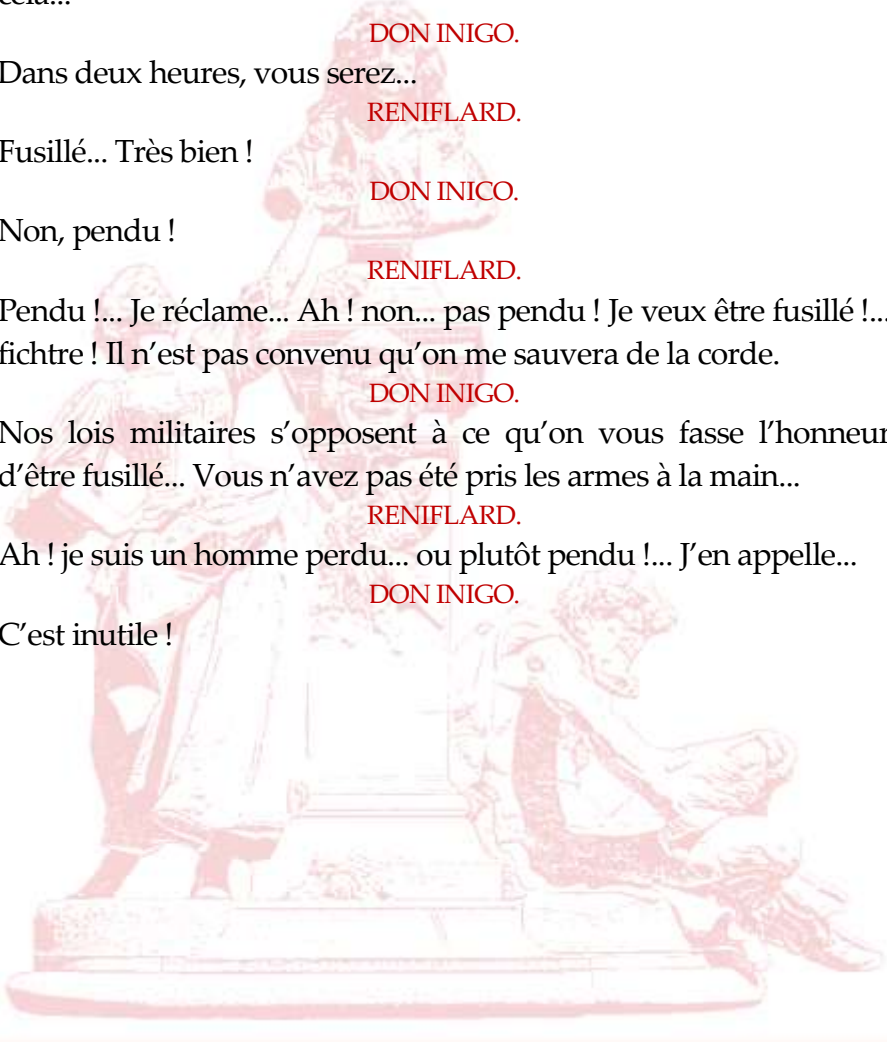 cela...
DON INIGO.
Dans deux heures, vous serez...
RENIFLARD.
Fusillé... Très bien !
DON INICO.
Non, pendu !
RENIFLARD.
Pendu !... Je réclame... Ah ! non... pas pendu ! Je veux être fusillé !...
fichtre ! Il n’est pas convenu qu’on me sauvera de la corde.
DON INIGO.
Nos lois militaires s’opposent à ce qu’on vous fasse l’honneur
d’être fusillé... Vous n’avez pas été pris les armes à la main...
RENIFLARD.
Ah ! je suis un homme perdu... ou plutôt pendu !... J’en appelle...
DON INIGO.
C’est inutile !